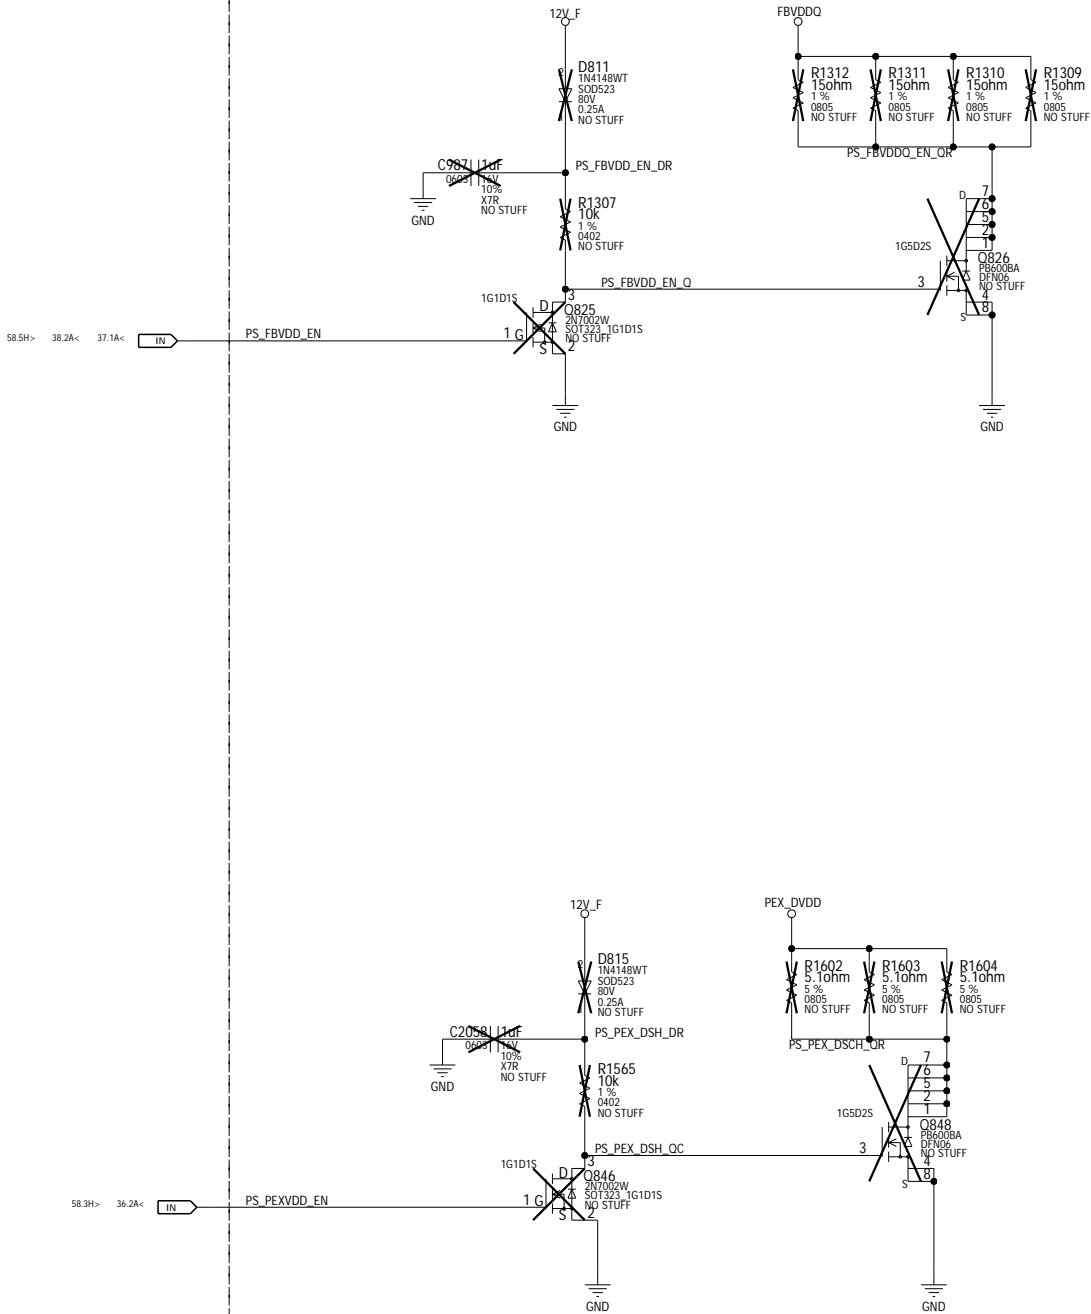 12V_F
FBVDDQ
D811
1N4148WT
SOD523
80V
0.25A
NO STUFF
R1312
15ohm
1 %
0805
NO STUFF
R1311
15ohm
1 %
0805
NO STUFF
R1310
15ohm
1 %
0805
NO STUFF
R1309
15ohm
1 %
0805
NO STUFF
PS_FBVDDQ_EN_QR
C987
1uF
0603
16V
10%
X7R
NO STUFF
PS_FBVDD_EN_DR
GND
R1307
10k
1 %
0402
NO STUFF
D
7
6
5
2
1
1G5D2S
Q826
PB600BA
DFN06
NO STUFF
3
4
8
S
PS_FBVDD_EN_Q
1G1D1S
D
3
Q825
2N7002W
SOT323_1G1D1S
NO STUFF
1
G
S
2
58.5H>
38.2A<
37.1A<
IN
PS_FBVDD_EN
GND
GND
12V_F
PEX_DVDD
D815
1N4148WT
SOD523
80V
0.25A
NO STUFF
R1602
5.1ohm
5 %
0805
NO STUFF
R1603
5.1ohm
5 %
0805
NO STUFF
R1604
5.1ohm
5 %
0805
NO STUFF
C2058
1uF
0603
16V
10%
X7R
NO STUFF
PS_PEX_DSH_DR
PS_PEX_DSCH_QR
GND
R1565
10k
1 %
0402
NO STUFF
D
7
6
5
2
1
1G5D2S
Q848
PB600BA
DFN06
NO STUFF
3
4
8
S
PS_PEX_DSH_QC
1G1D1S
D
3
Q846
2N7002W
SOT323_1G1D1S
NO STUFF
1
G
S
2
58.3H>
36.2A<
IN
PS_PEXVDD_EN
GND
GND